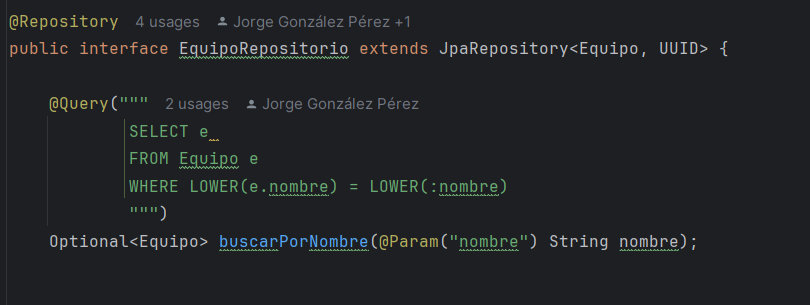 @Repository 4 usages Jorge González Pérez +1
public interface EquipoRepositorio extends JpaRepository<Equipo, UUID> {
@Query(""" 2 usages Jorge González Pérez
SELECT e
FROM Equipo e
WHERE LOWER(e.nombre) = LOWER(:nombre)
""")
Optional<Equipo> buscarPorNombre(@Param("nombre") String nombre);